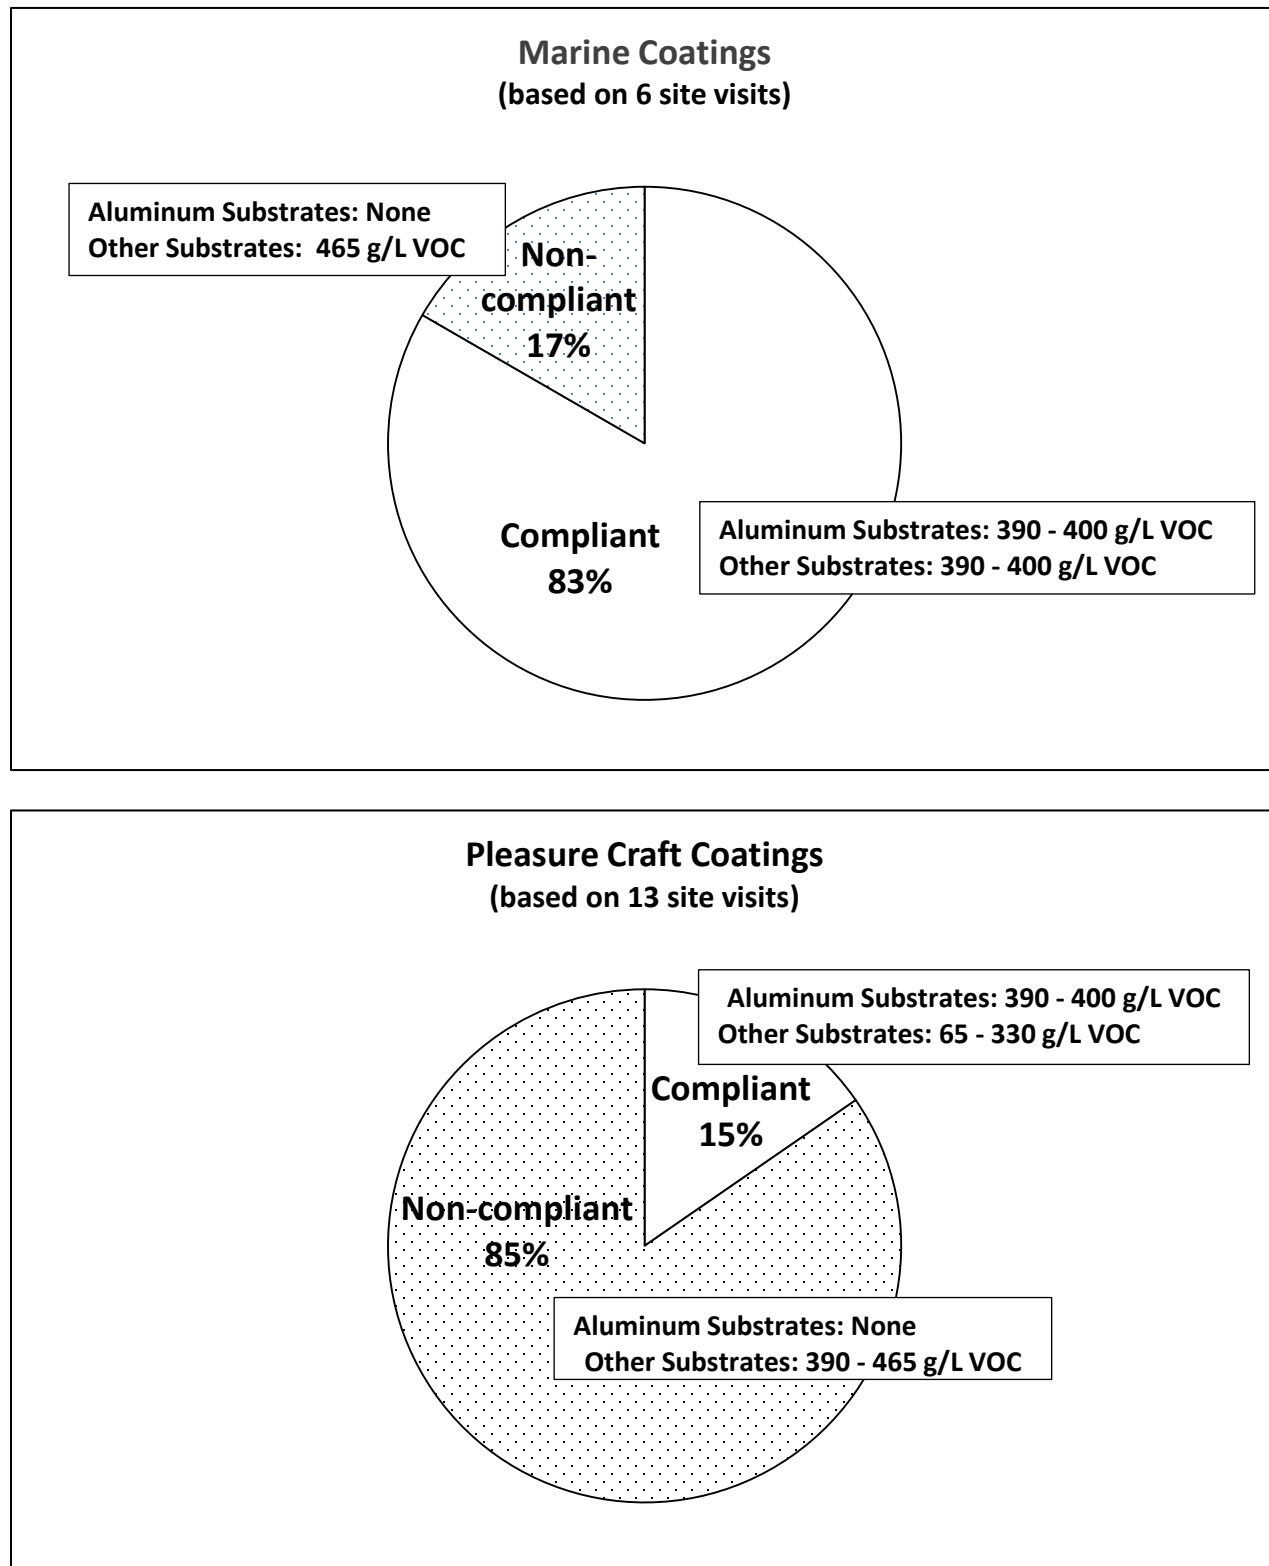 Marine Coatings
(based on 6 site visits)
Aluminum Substrates: None
Other Substrates: 465 g/L VOC
Non-
compliant
17%
Compliant
83%
Aluminum Substrates: 390 - 400 g/L VOC
Other Substrates: 390 - 400 g/L VOC
Pleasure Craft Coatings
(based on 13 site visits)
Aluminum Substrates: 390 - 400 g/L VOC
Other Substrates: 65 - 330 g/L VOC
Compliant
15%
Non-compliant
85%
Aluminum Substrates: None
Other Substrates: 390 - 465 g/L VOC